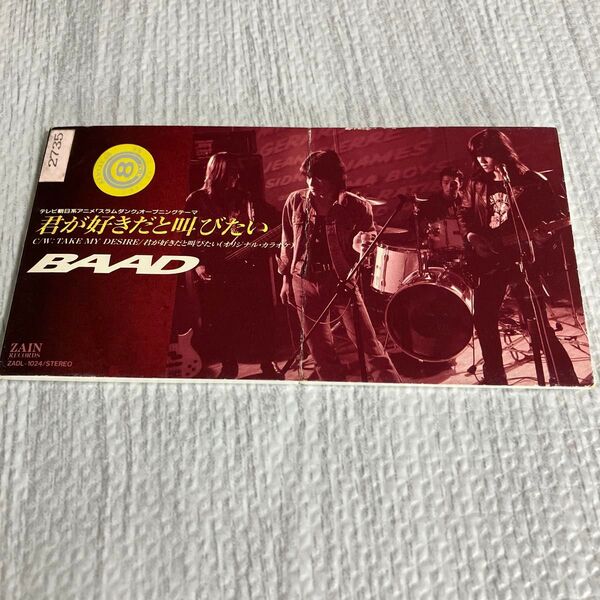 2735
8
テレビ朝日系アニメ「スラムダンク」オープニングテーマ
君が好きだと叫びたい
C/W: TAKE MY DESIRE/君が好きだと叫びたい(オリジナル・カラオケ)
BAAD
ZAIN
RECORDS
ZADL-1024/STEREO